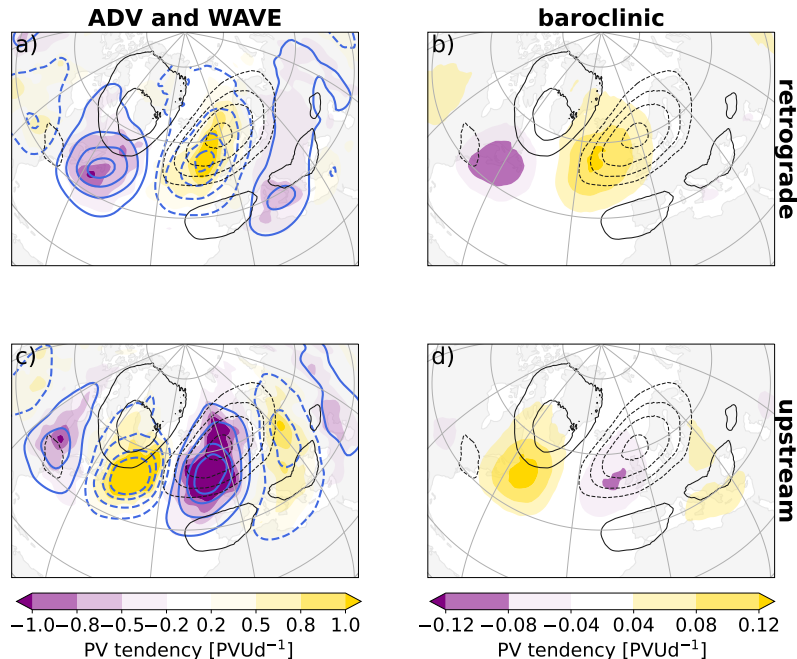 ADV and WAVE
baroclinic
a)
b)
retrograde
c)
d)
upstream
−1.0 −0.8 −0.5 −0.2 0.2 0.5 0.8 1.0
PV tendency [PVUd⁻¹]
−0.12 −0.08 −0.04 0.04 0.08 0.12
PV tendency [PVUd⁻¹]